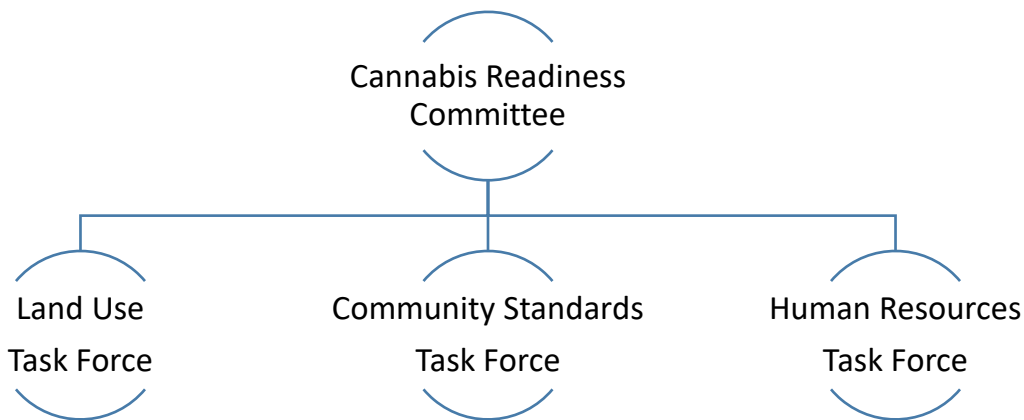 Cannabis Readiness
Committee
Land Use
Task Force
Community Standards
Task Force
Human Resources
Task Force